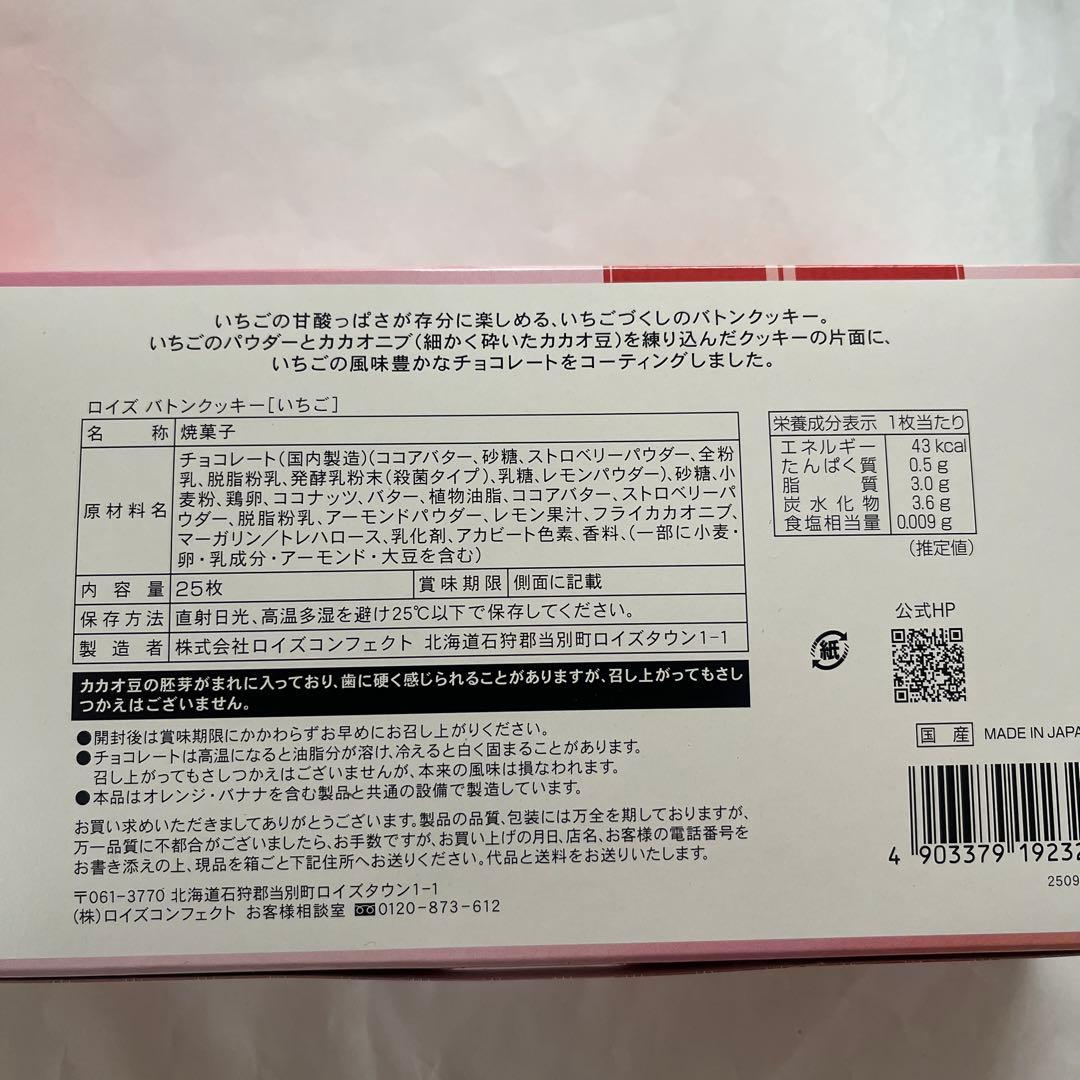 いちごの甘酸っぱさが存分に楽しめる、いちごづくしのバトンクッキー。
いちごのパウダーとカカオニブ(細かく砕いたカカオ豆)を練り込んだクッキーの片面に、
いちごの風味豊かなチョコレートをコーティングしました。
ロイズ バトンクッキー[いちご]
名称 焼菓子
原材料名 チョコレート(国内製造)(ココアバター、砂糖、ストロベリーパウダー、全粉
乳、脱脂粉乳、発酵乳粉末(殺菌タイプ)、乳糖、レモンパウダー)、砂糖、小
麦粉、鶏卵、ココナッツ、バター、植物油脂、ココアバター、ストロベリーパ
ウダー、脱脂粉乳、アーモンドパウダー、レモン果汁、フライカカオニブ、
マーガリン/トレハロース、乳化剤、アカビート色素、香料、(一部に小麦・
卵・乳成分・アーモンド・大豆を含む)
内容量 25枚 賞味期限 側面に記載
保存方法 直射日光、高温多湿を避け25℃以下で保存してください。
製造者 株式会社ロイズコンフェクト 北海道石狩郡当別町ロイズタウン1-1
カカオ豆の胚芽がまれに入っており、歯に硬く感じられることがありますが、召し上がってもさし
つかえはございません。
●開封後は賞味期限にかかわらずお早めにお召し上がりください。
●チョコレートは高温になると油脂分が溶け、冷えると白く固まることがあります。
召し上がってもさしつかえはございませんが、本来の風味は損なわれます。
●本品はオレンジ・バナナを含む製品と共通の設備で製造しています。
お買い求めいただきましてありがとうございます。製品の品質、包装には万全を期しておりますが、
万一品質に不都合がございましたら、お手数ですが、お買い上げの月日、店名、お客様の電話番号を
お書き添えの上、現品を箱ごと下記住所へお送りください。代品と送料をお送りいたします。
〒061-3770 北海道石狩郡当別町ロイズタウン1-1
(株)ロイズコンフェクト お客様相談室 0120-873-612
栄養成分表示 1枚当たり
エネルギー 43kcal
たんぱく質 0.5g
脂質 3.0g
炭水化物 3.6g
食塩相当量 0.009g
(推定値)
公式HP
紙
国産 MADE IN JAPA
4 903379 19232
2509